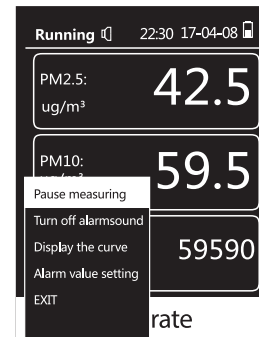 Running 22:30 17-04-08
PM2.5: 42.5
ug/m³
PM10: 59.5
Pause measuring
Turn off alarmsound
Display the curve 59590
Alarm value setting
EXIT
rate